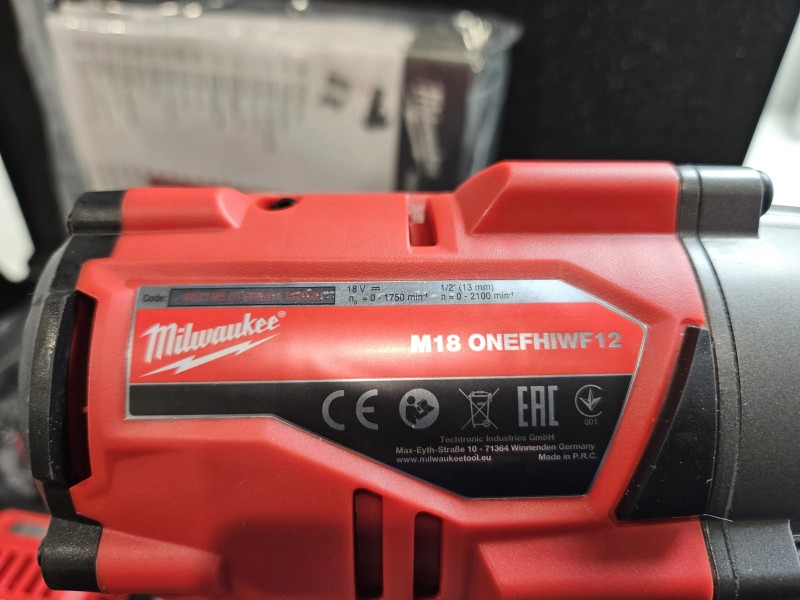 Code:
18 V ⎓
n₀ = 0 - 1750 min⁻¹
1/2" (13 mm)
n = 0 - 2100 min⁻¹
Milwaukee®
M18 ONEFHIWF12
CE
EAC
001
Techtronic Industries GmbH
Max-Eyth-Straße 10 - 71364 Winnenden Germany
www.milwaukeetool.eu
Made in P.R.C.